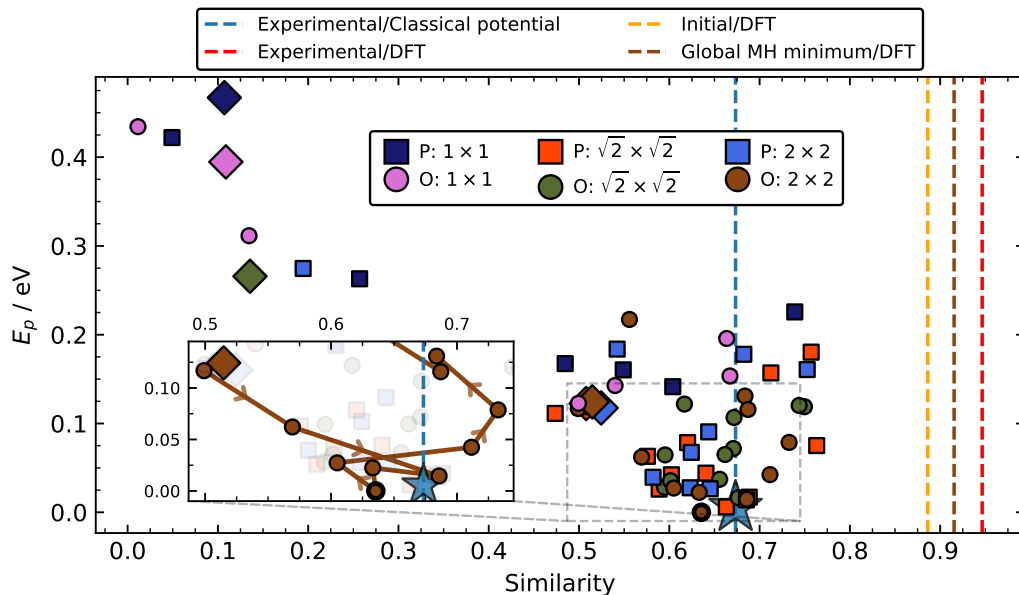 Experimental/Classical potential Initial/DFT
Experimental/DFT Global MH minimum/DFT
P: 1 × 1 P: √2 × √2 P: 2 × 2
O: 1 × 1 O: √2 × √2 O: 2 × 2
0.4
0.3
0.2
0.1
0.0
E_p / eV
0.5 0.6 0.7
0.10
0.05
0.00
0.0 0.1 0.2 0.3 0.4 0.5 0.6 0.7 0.8 0.9
Similarity